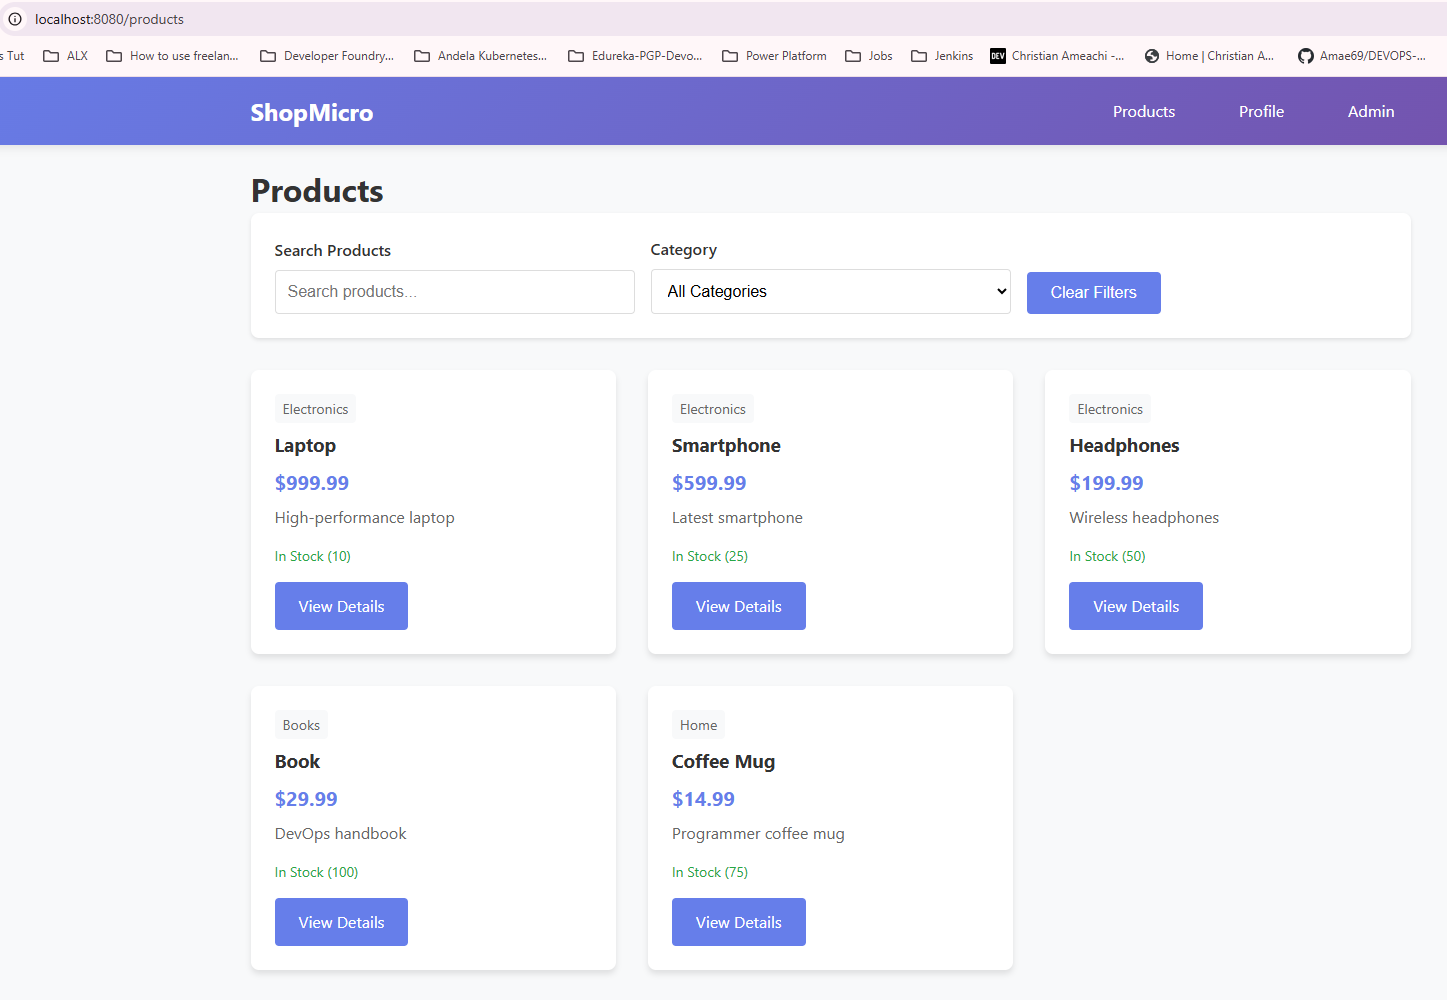 localhost:8080/products
s Tut ALX How to use freelan... Developer Foundry... Andela Kubernetes... Edureka-PGP-Devo... Power Platform Jobs Jenkins DEV Christian Ameachi -... Home | Christian A... Amae69/DEVOPS-...
ShopMicro Products Profile Admin
Products
Search Products Category
Search products... All Categories Clear Filters
Electronics
Laptop
$999.99
High-performance laptop
In Stock (10)
View Details
Electronics
Smartphone
$599.99
Latest smartphone
In Stock (25)
View Details
Electronics
Headphones
$199.99
Wireless headphones
In Stock (50)
View Details
Books
Book
$29.99
DevOps handbook
In Stock (100)
View Details
Home
Coffee Mug
$14.99
Programmer coffee mug
In Stock (75)
View Details